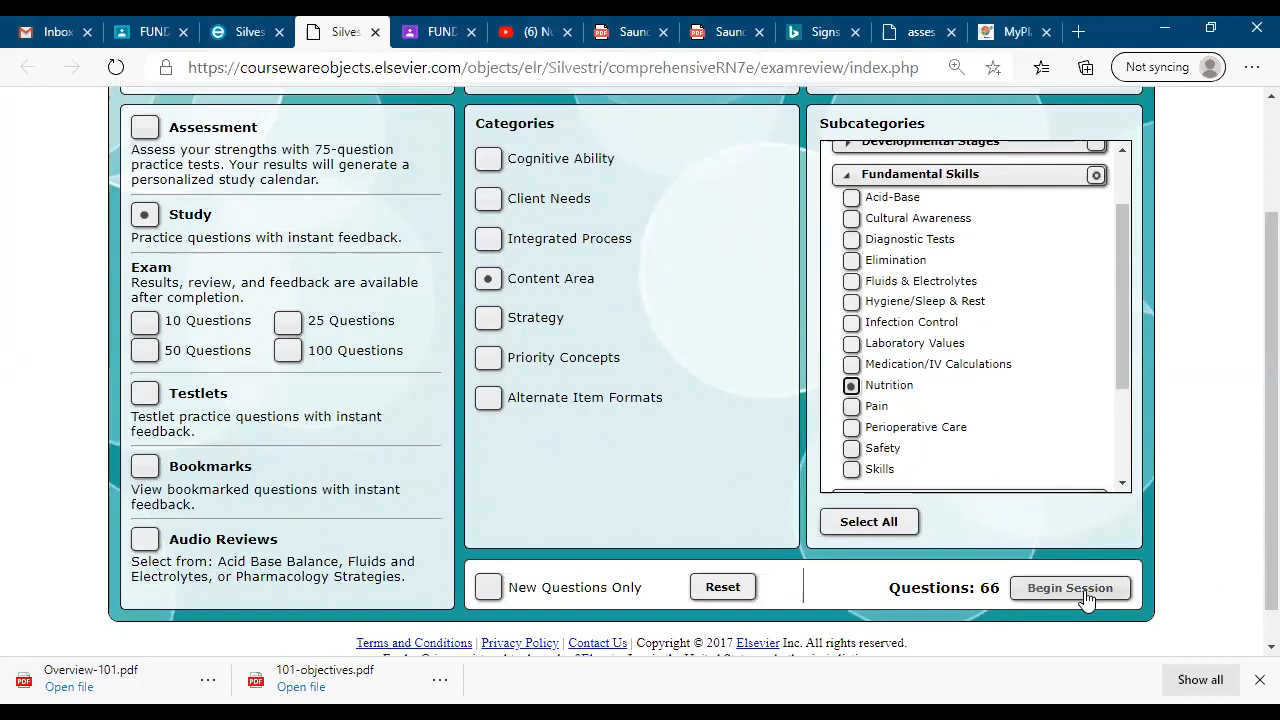 Inbox
FUND
Silves
Silves
FUND
(6) N
Saund
Saund
Signs
asses
MyPl
https://coursewareobjects.elsevier.com/objects/elr/Silvestri/comprehensiveRN7e/examreview/index.php
Not syncing
Assessment
Assess your strengths with 75-question
practice tests. Your results will generate a
personalized study calendar.
Study
Practice questions with instant feedback.
Exam
Results, review, and feedback are available
after completion.
10 Questions
25 Questions
50 Questions
100 Questions
Testlets
Testlet practice questions with instant
feedback.
Bookmarks
View bookmarked questions with instant
feedback.
Audio Reviews
Select from: Acid Base Balance, Fluids and
Electrolytes, or Pharmacology Strategies.
Categories
Cognitive Ability
Client Needs
Integrated Process
Content Area
Strategy
Priority Concepts
Alternate Item Formats
Subcategories
Developmental Stages
Fundamental Skills
Acid-Base
Cultural Awareness
Diagnostic Tests
Elimination
Fluids & Electrolytes
Hygiene/Sleep & Rest
Infection Control
Laboratory Values
Medication/IV Calculations
Nutrition
Pain
Perioperative Care
Safety
Skills
Select All
New Questions Only
Reset
Questions: 66
Begin Session
Terms and Conditions | Privacy Policy | Contact Us | Copyright © 2017 Elsevier Inc. All rights reserved.
Overview-101.pdf
Open file
101-objectives.pdf
Open file
Show all